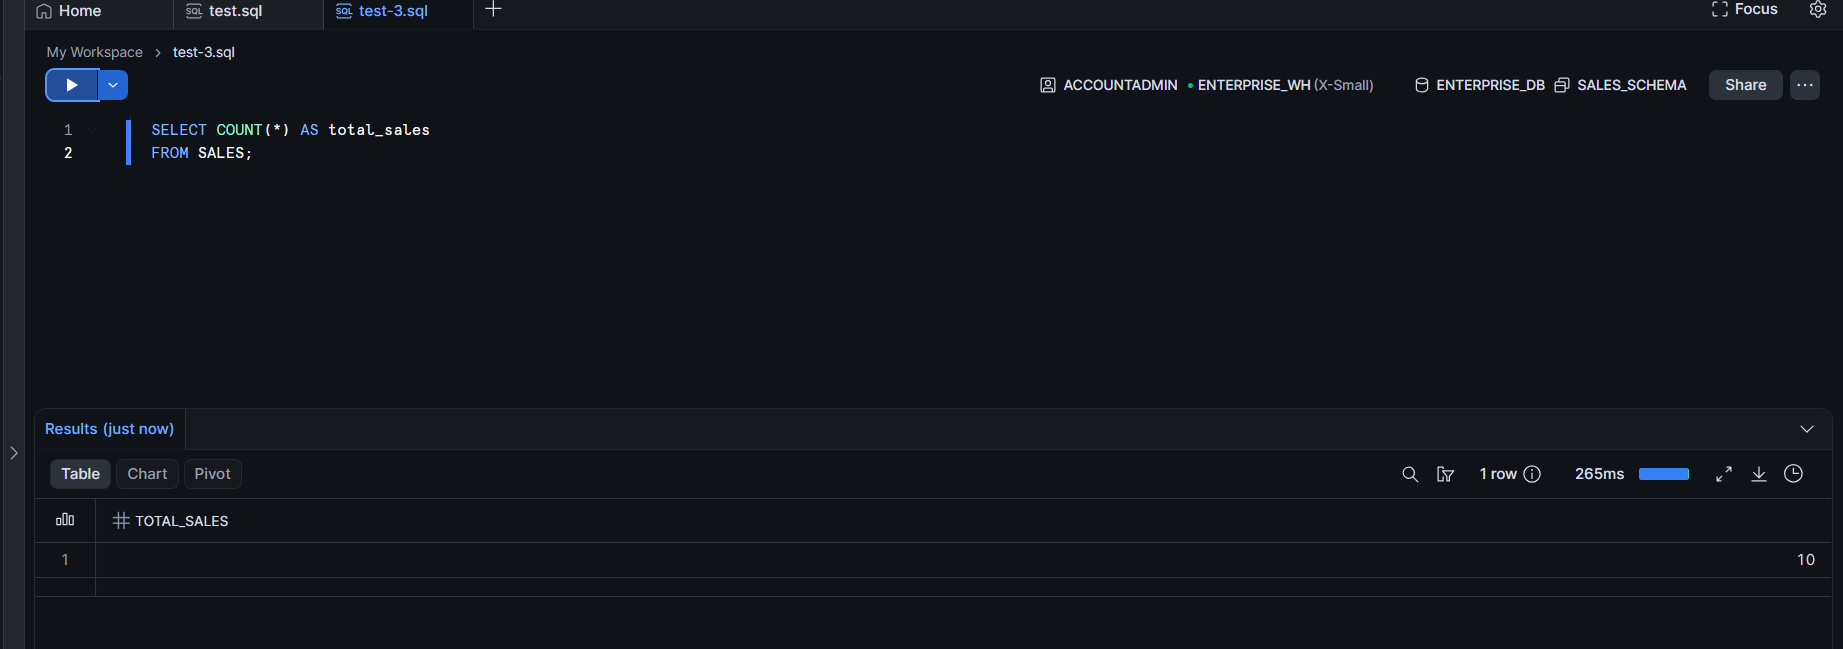 Home
SQL test.sql
SQL test-3.sql
Focus
My Workspace > test-3.sql
ACCOUNTADMIN ENTERPRISE_WH (X-Small) ENTERPRISE_DB SALES_SCHEMA Share
1 SELECT COUNT(*) AS total_sales
2 FROM SALES;
Results (just now)
Table Chart Pivot
1 row 265ms
TOTAL_SALES
1 10